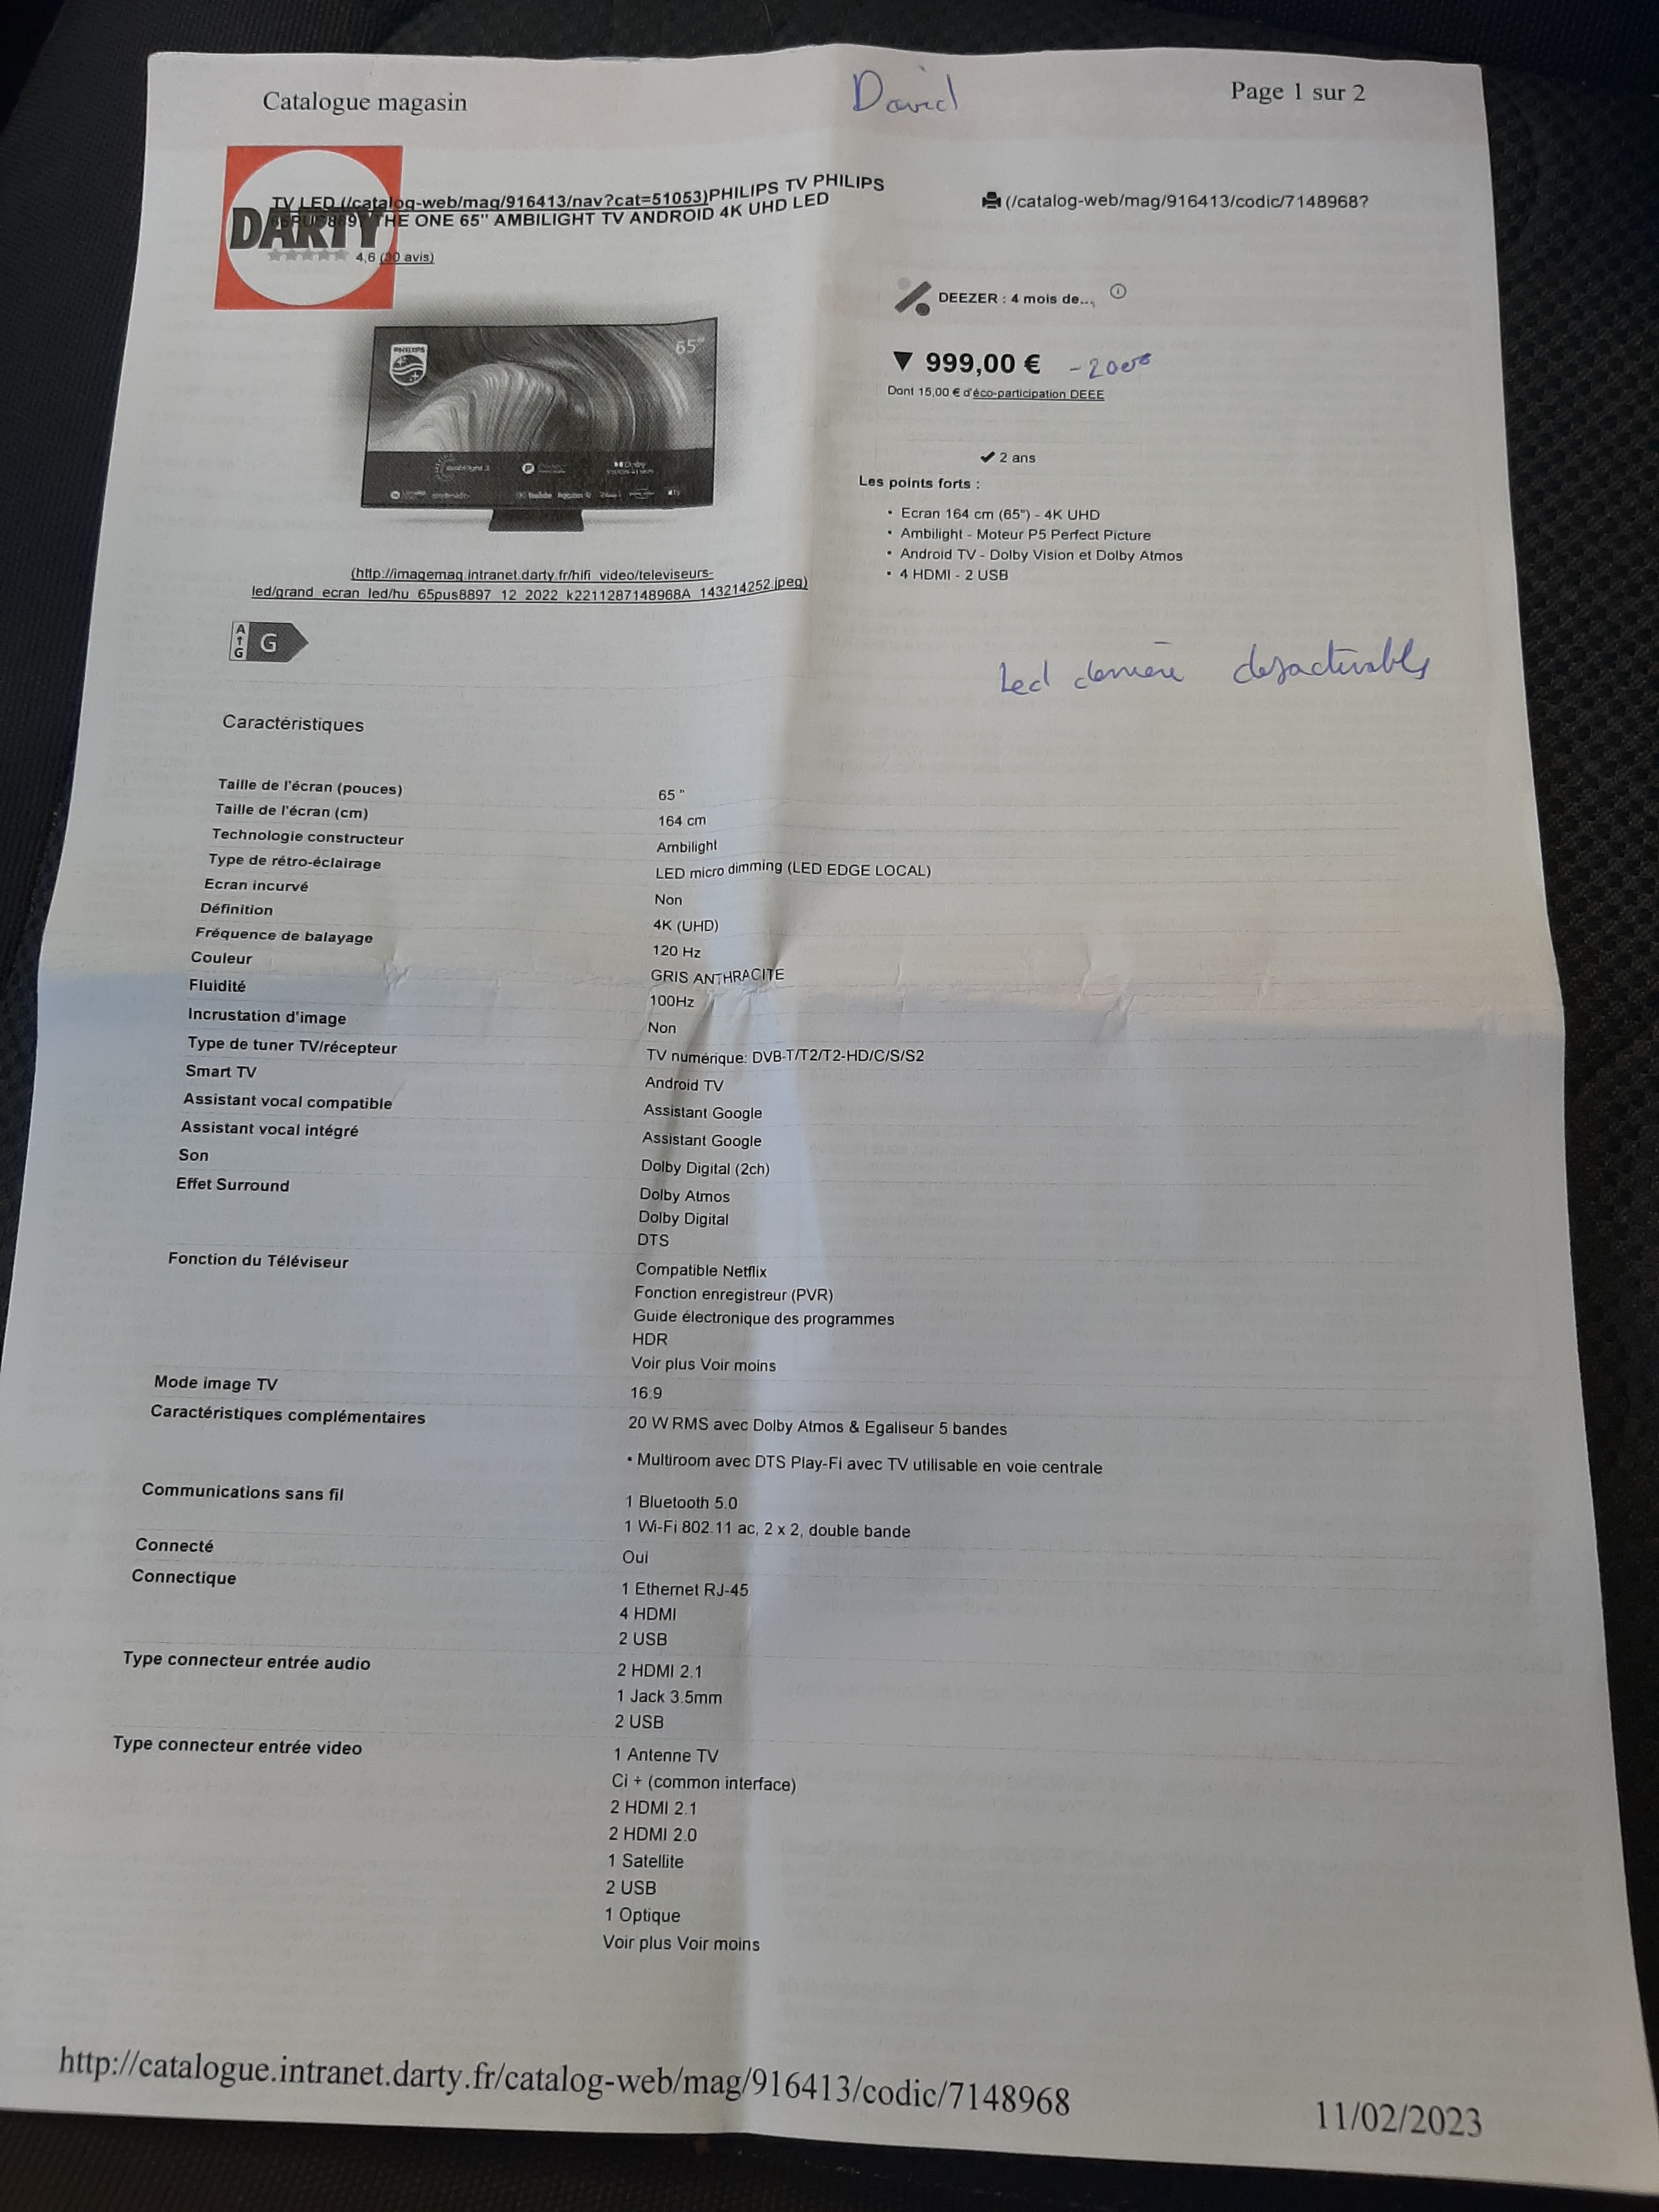 Catalogue magasin
David
Page 1 sur 2
DARTY
TV LED (/catalog-web/mag/916413/nav?cat=51053)PHILIPS TV PHILIPS
THE ONE 65" AMBILIGHT TV ANDROID 4K UHD LED
4,6 (30 avis)
(/catalog-web/mag/916413/codic/7148968?
DEEZER : 4 mois de...
999,00 €
Dont 15,00 € d'éco-participation DEEE
2 ans
Les points forts :
• Ecran 164 cm (65") - 4K UHD
• Ambilight - Moteur P5 Perfect Picture
• Android TV - Dolby Vision et Dolby Atmos
• 4 HDMI - 2 USB
PHILIPS
65"
(http://imagemag.intranet.darty.fr/hifi_video/televiseurs-
led/grand_ecran_led/hu_65pus8897_12_2022_k2211287148968A_143214252.jpeg)
A
G
G
Led derrière desactivables
Caractéristiques
Taille de l'écran (pouces) 65 "
Taille de l'écran (cm) 164 cm
Technologie constructeur Ambilight
Type de rétro-éclairage LED micro dimming (LED EDGE LOCAL)
Ecran incurvé Non
Définition 4K (UHD)
Fréquence de balayage 120 Hz
Couleur GRIS ANTHRACITE
Fluidité 100Hz
Incrustation d'image Non
Type de tuner TV/récepteur TV numérique: DVB-T/T2/T2-HD/C/S/S2
Smart TV Android TV
Assistant vocal compatible Assistant Google
Assistant vocal intégré Assistant Google
Son Dolby Digital (2ch)
Effet Surround Dolby Atmos
Dolby Digital
DTS
Fonction du Téléviseur Compatible Netflix
Fonction enregistreur (PVR)
Guide électronique des programmes
HDR
Voir plus Voir moins
Mode image TV 16.9
Caractéristiques complémentaires 20 W RMS avec Dolby Atmos & Egaliseur 5 bandes
• Multiroom avec DTS Play-Fi avec TV utilisable en voie centrale
Communications sans fil 1 Bluetooth 5.0
1 Wi-Fi 802.11 ac, 2 x 2, double bande
Connecté Oui
Connectique 1 Ethernet RJ-45
4 HDMI
2 USB
Type connecteur entrée audio 2 HDMI 2.1
1 Jack 3.5mm
2 USB
Type connecteur entrée video 1 Antenne TV
Ci + (common interface)
2 HDMI 2.1
2 HDMI 2.0
1 Satellite
2 USB
1 Optique
Voir plus Voir moins
http://catalogue.intranet.darty.fr/catalog-web/mag/916413/codic/7148968
11/02/2023